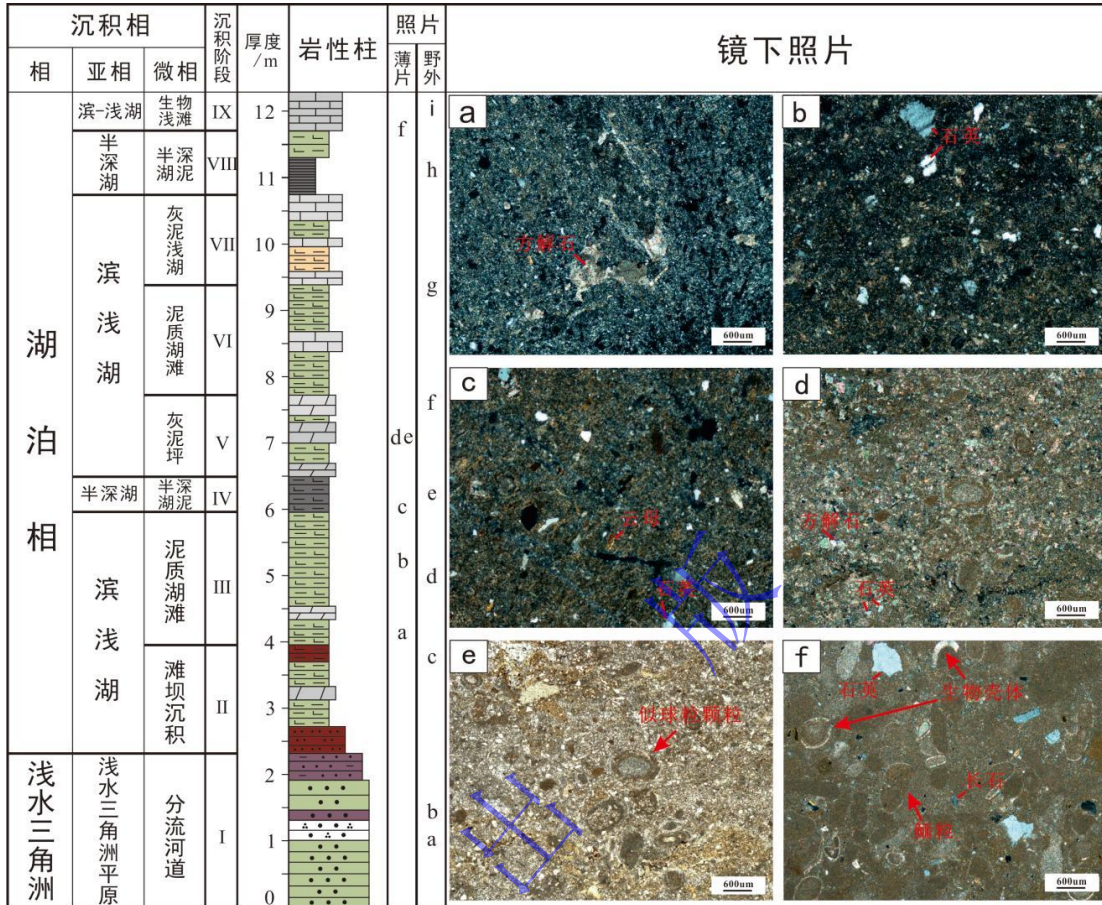 沉积相
沉积阶段
厚度
/m
岩性柱
照片
镜下照片
相
亚相
微相
薄片
野外
湖泊相
滨-浅湖
生物浅滩
IX
半深湖
半深湖泥
VIII
滨浅湖
灰泥浅湖
VII
泥质湖滩
VI
灰泥坪
V
半深湖
半深湖泥
IV
滨浅湖
泥质湖滩
III
滩坝沉积
II
浅水三角洲
浅水三角洲平原
分流河道
I
12
11
10
9
8
7
6
5
4
3
2
1
0
f
de
c
b
a
i
h
g
f
e
d
c
b
a
a
方解石
600um
b
石英
600um
c
云母
石英
600um
d
方解石
石英
600um
e
似球粒颗粒
600um
f
石英
生物壳体
长石
600um